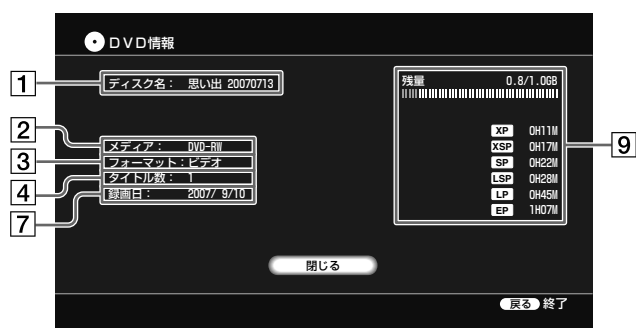 DVD情報
1
ディスク名： 思い出 20070713
2
メディア： DVD-RW
3
フォーマット：ビデオ
4
タイトル数： 1
7
録画日： 2007/ 9/10
残量 0.8/1.0GB
XP 0H11M
XSP 0H17M
SP 0H22M
LSP 0H28M
LP 0H45M
EP 1H07M
9
閉じる
戻る 終了